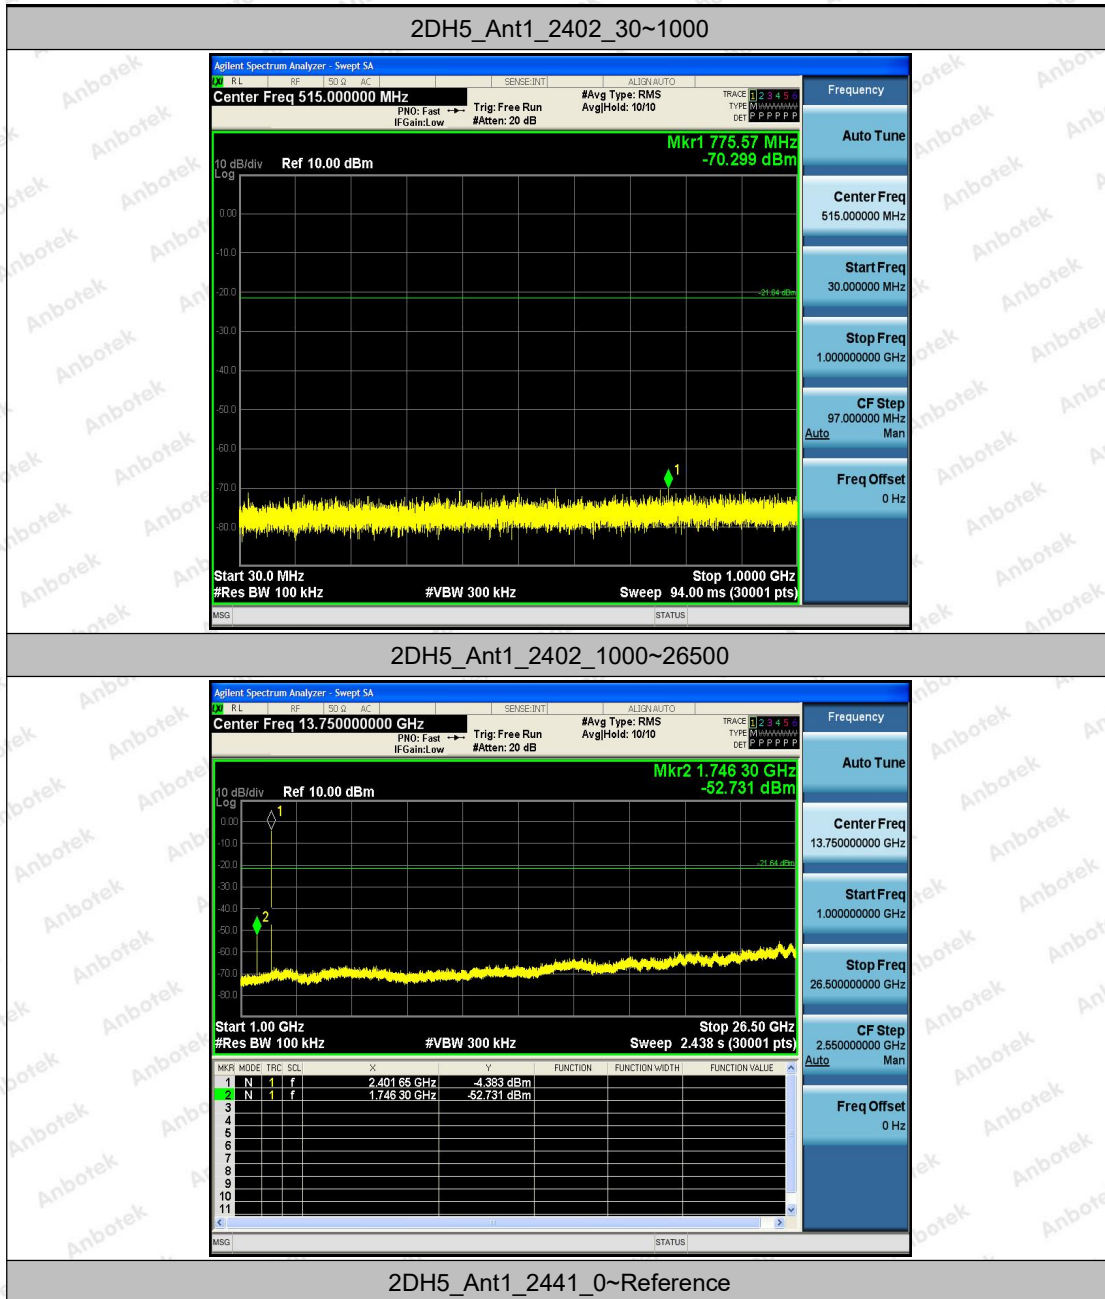 2DH5_Ant1_2402_30~1000
Agilent Spectrum Analyzer - Swept SA
RL RF 50 Ω AC SENSE:INT ALIGN AUTO
Center Freq 515.000000 MHz
PNO: Fast
IFGain:Low
Trig: Free Run
#Atten: 20 dB
#Avg Type: RMS
Avg|Hold: 10/10
TRACE 1 2 3 4 5 6
TYPE M
DET P P P P P P
Mkr1 775.57 MHz
-70.299 dBm
10 dB/div Ref 10.00 dBm
Log
0.00
-10.0
-20.0
-21.64 dBm
-30.0
-40.0
-50.0
-60.0
1
-70.0
-80.0
Start 30.0 MHz Stop 1.0000 GHz
#Res BW 100 kHz #VBW 300 kHz Sweep 94.00 ms (30001 pts)
MSG STATUS
Frequency
Auto Tune
Center Freq
515.000000 MHz
Start Freq
30.000000 MHz
Stop Freq
1.000000000 GHz
CF Step
97.000000 MHz
Auto Man
Freq Offset
0 Hz
2DH5_Ant1_2402_1000~26500
Agilent Spectrum Analyzer - Swept SA
RL RF 50 Ω AC SENSE:INT ALIGN AUTO
Center Freq 13.750000000 GHz
PNO: Fast
IFGain:Low
Trig: Free Run
#Atten: 20 dB
#Avg Type: RMS
Avg|Hold: 10/10
TRACE 1 2 3 4 5 6
TYPE M
DET P P P P P P
Mkr2 1.746 30 GHz
-52.731 dBm
10 dB/div Ref 10.00 dBm
Log
1
0.00
-10.0
-20.0
-21.64 dBm
-30.0
-40.0
2
-50.0
-60.0
-70.0
-80.0
Start 1.00 GHz Stop 26.50 GHz
#Res BW 100 kHz #VBW 300 kHz Sweep 2.438 s (30001 pts)
MKR MODE TRC SCL X Y FUNCTION FUNCTION WIDTH FUNCTION VALUE
1 N 1 f 2.401 65 GHz -4.383 dBm
2 N 1 f 1.746 30 GHz -52.731 dBm
3
4
5
6
7
8
9
10
11
MSG STATUS
Frequency
Auto Tune
Center Freq
13.750000000 GHz
Start Freq
1.000000000 GHz
Stop Freq
26.500000000 GHz
CF Step
2.550000000 GHz
Auto Man
Freq Offset
0 Hz
2DH5_Ant1_2441_0~Reference